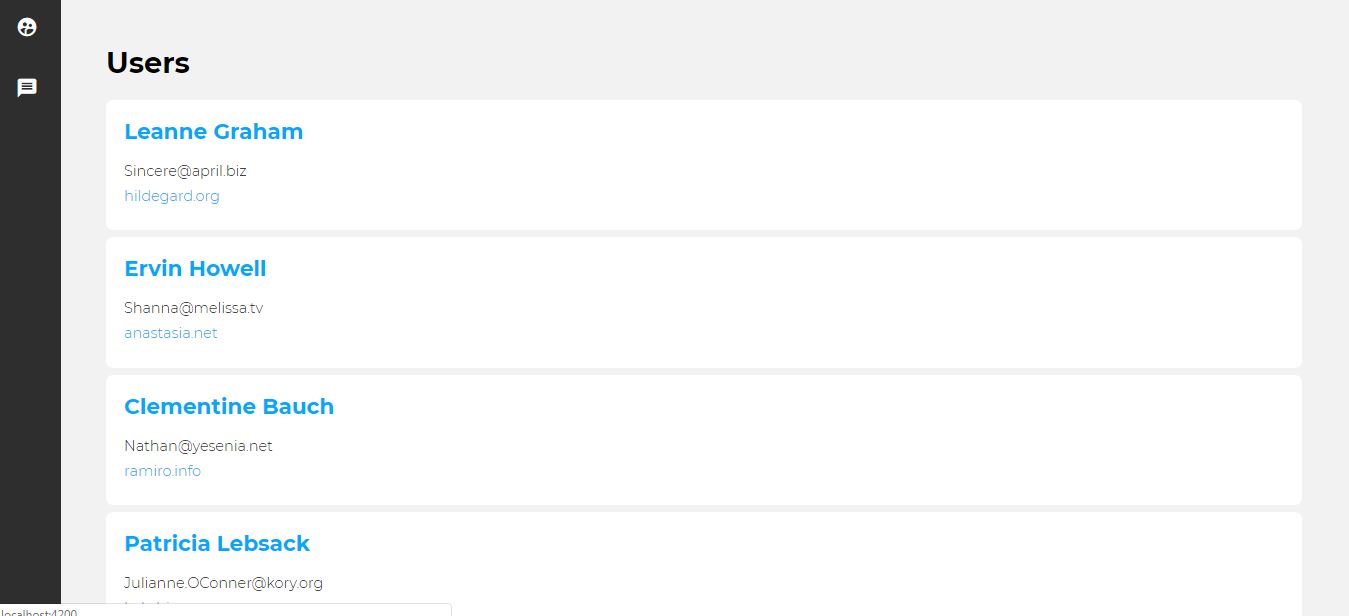 Users
Leanne Graham
Sincere@april.biz
hildegard.org
Ervin Howell
Shanna@melissa.tv
anastasia.net
Clementine Bauch
Nathan@yesenia.net
ramiro.info
Patricia Lebsack
Julianne.OConner@kory.org
localhost:4200